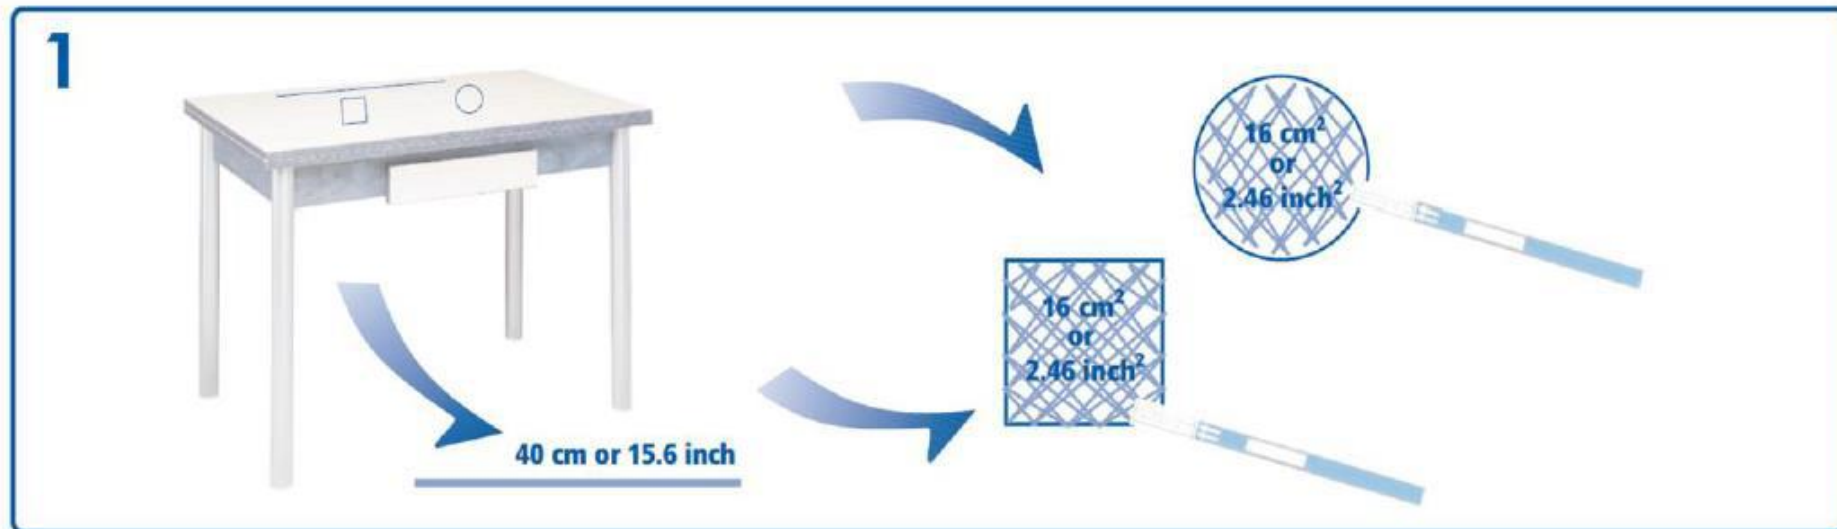 1
16 cm²
or
2.46 inch²
16 cm²
or
2.46 inch²
40 cm or 15.6 inch